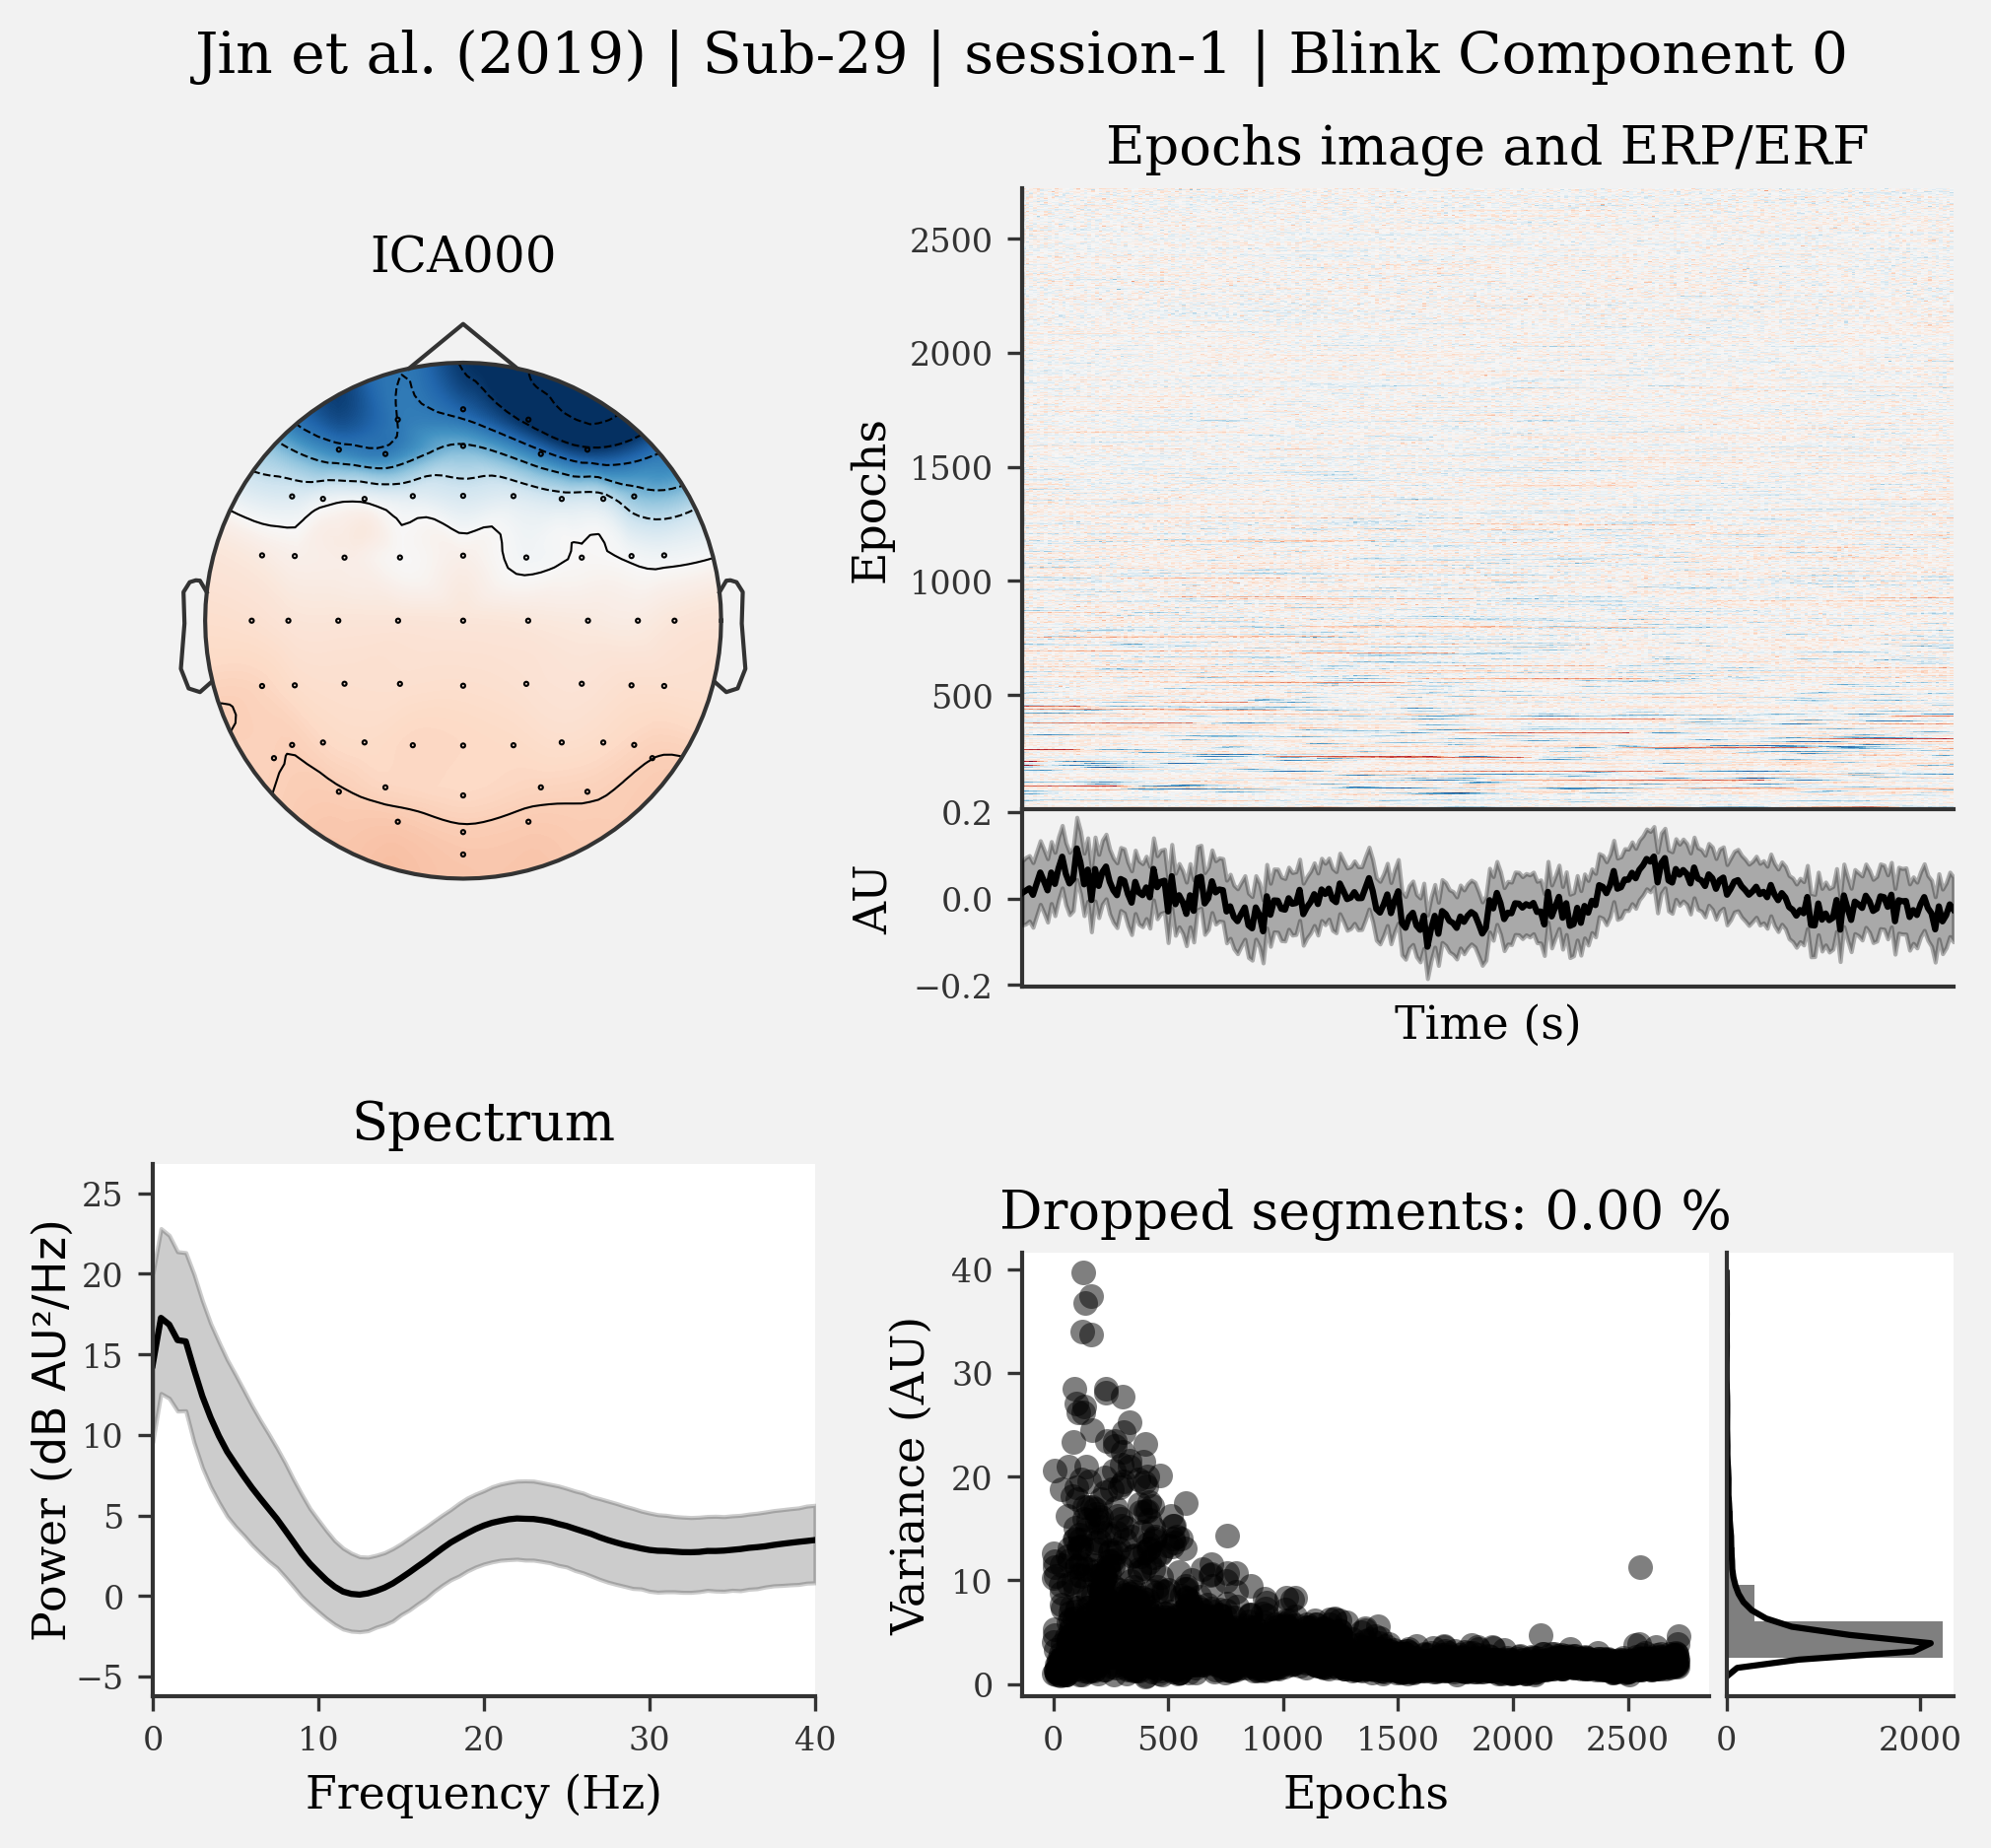 Jin et al. (2019) | Sub-29 | session-1 | Blink Component 0
ICA000
Epochs image and ERP/ERF
Epochs
2500
2000
1500
1000
500
AU
0.2
0.0
−0.2
Time (s)
Spectrum
Power (dB AU²/Hz)
25
20
15
10
5
0
−5
0 10 20 30 40
Frequency (Hz)
Dropped segments: 0.00 %
Variance (AU)
40
30
20
10
0
0 500 1000 1500 2000 2500
Epochs
0 2000